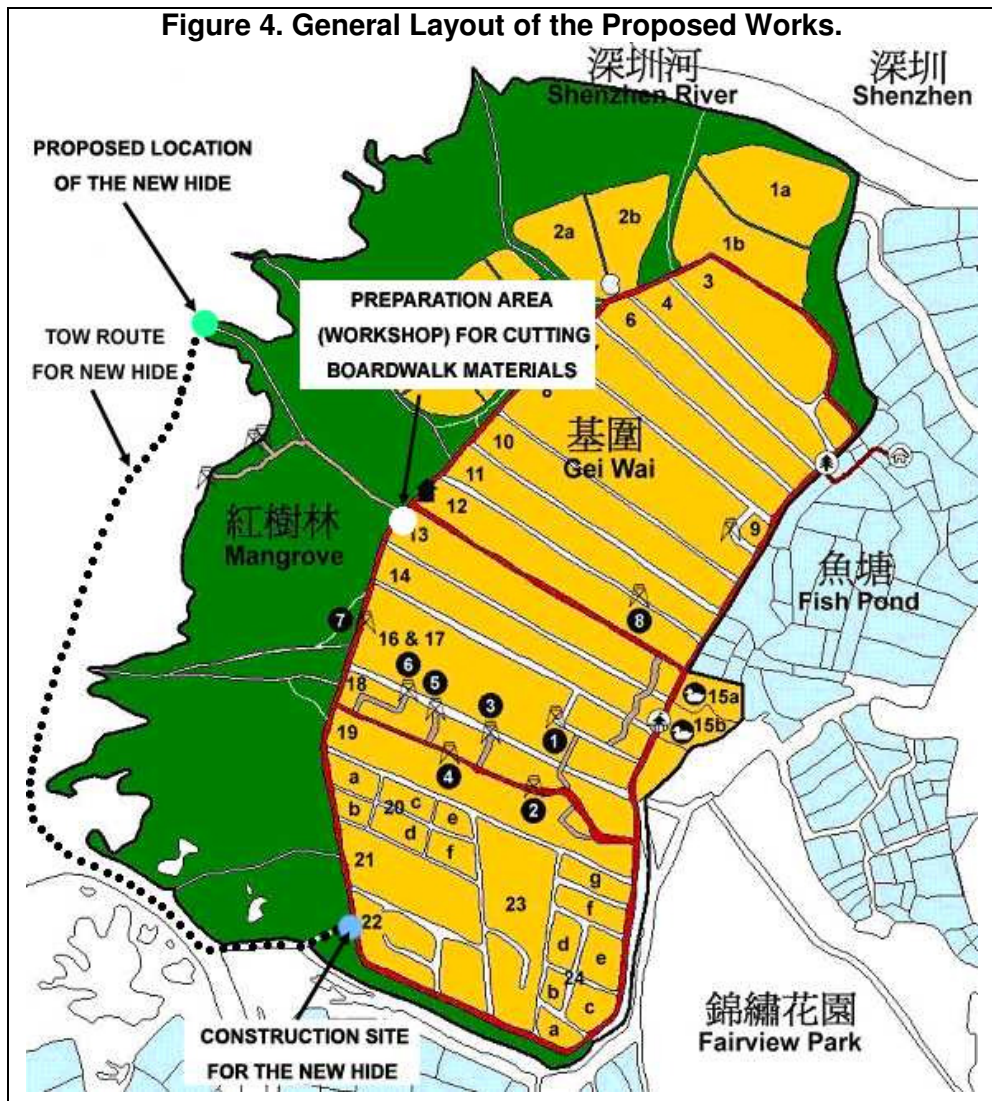 Figure 4. General Layout of the Proposed Works.
深圳河
Shenzhen River
深圳
Shenzhen
PROPOSED LOCATION
OF THE NEW HIDE
TOW ROUTE
FOR NEW HIDE
PREPARATION AREA
(WORKSHOP) FOR CUTTING
BOARDWALK MATERIALS
1a
2b
2a
1b
3
4
6
8
基圍
Gei Wai
10
11
12
9
紅樹林
Mangrove
13
魚塘
Fish Pond
14
7
8
16 & 17
6
5
18
3
15a
1
15b
19
4
2
a
b
20
c
e
d
f
21
g
23
f
22
d
e
24
b
c
a
錦繡花園
Fairview Park
CONSTRUCTION SITE
FOR THE NEW HIDE